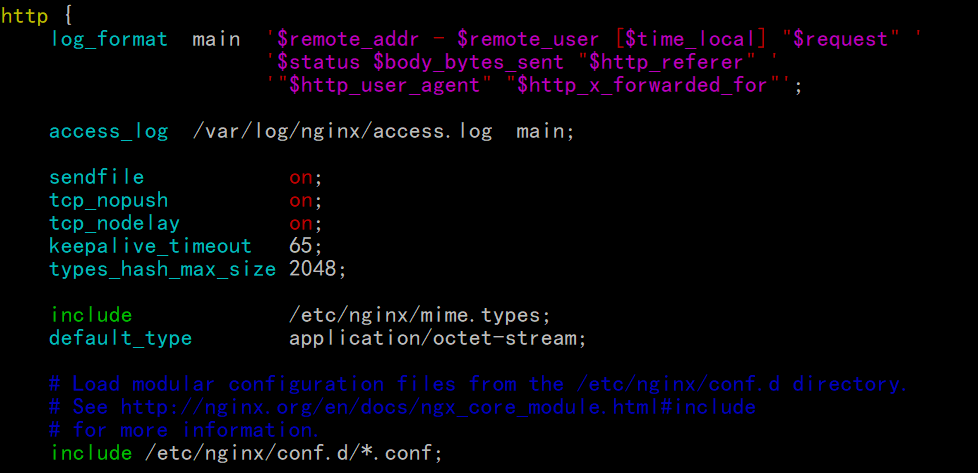 http {
    log_format  main  '$remote_addr - $remote_user [$time_local] "$request" '
                      '$status $body_bytes_sent "$http_referer" '
                      '"$http_user_agent" "$http_x_forwarded_for"';

    access_log  /var/log/nginx/access.log  main;

    sendfile            on;
    tcp_nopush          on;
    tcp_nodelay         on;
    keepalive_timeout   65;
    types_hash_max_size 2048;

    include             /etc/nginx/mime.types;
    default_type        application/octet-stream;

    # Load modular configuration files from the /etc/nginx/conf.d directory.
    # See http://nginx.org/en/docs/ngx_core_module.html#include
    # for more information.
    include /etc/nginx/conf.d/*.conf;